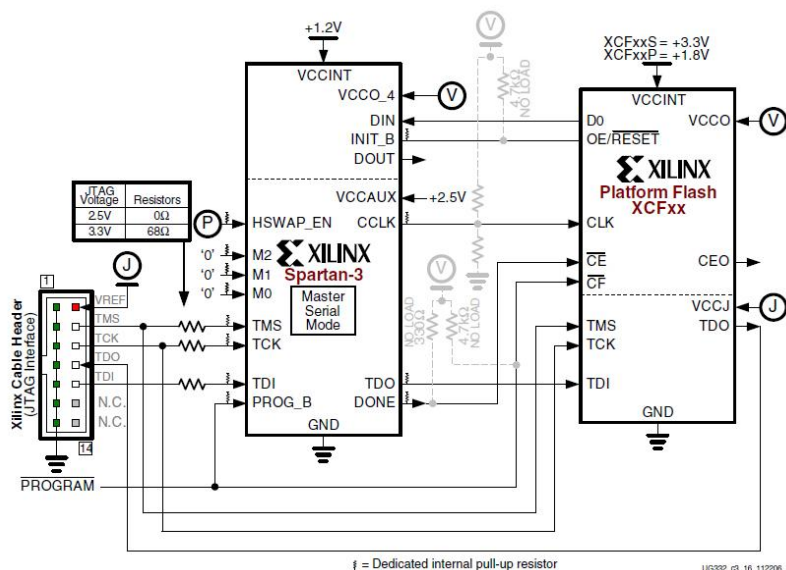 +1.2V
XCFxxS = +3.3V
XCFxxP = +1.8V
V
VCCINT
VCCO_4
V
4.7KΩ
NO LOAD
VCCINT
DIN
D0
VCCO
V
INIT_B
OE/RESET
DOUT
XILINX
Platform Flash
XCFxx
JTAG
Voltage
Resistors
2.5V
0Ω
3.3V
68Ω
VCCAUX
+2.5V
P
HSWAP_EN
CCLK
CLK
'0'
M2
XILINX
Spartan-3
'0'
M1
'0'
M0
Master
Serial
Mode
V
CE
CEO
CF
J
1
VREF
NO LOAD
330Ω
4.7KΩ
NO LOAD
VCCJ
J
Xilinx Cable Header
(JTAG Interface)
TMS
TMS
TMS
TDO
TCK
TCK
TCK
TDO
TDI
TDI
TDO
TDI
N.C.
PROG_B
DONE
N.C.
GND
GND
14
PROGRAM
= Dedicated internal pull-up resistor
UG332_c3_16_112206